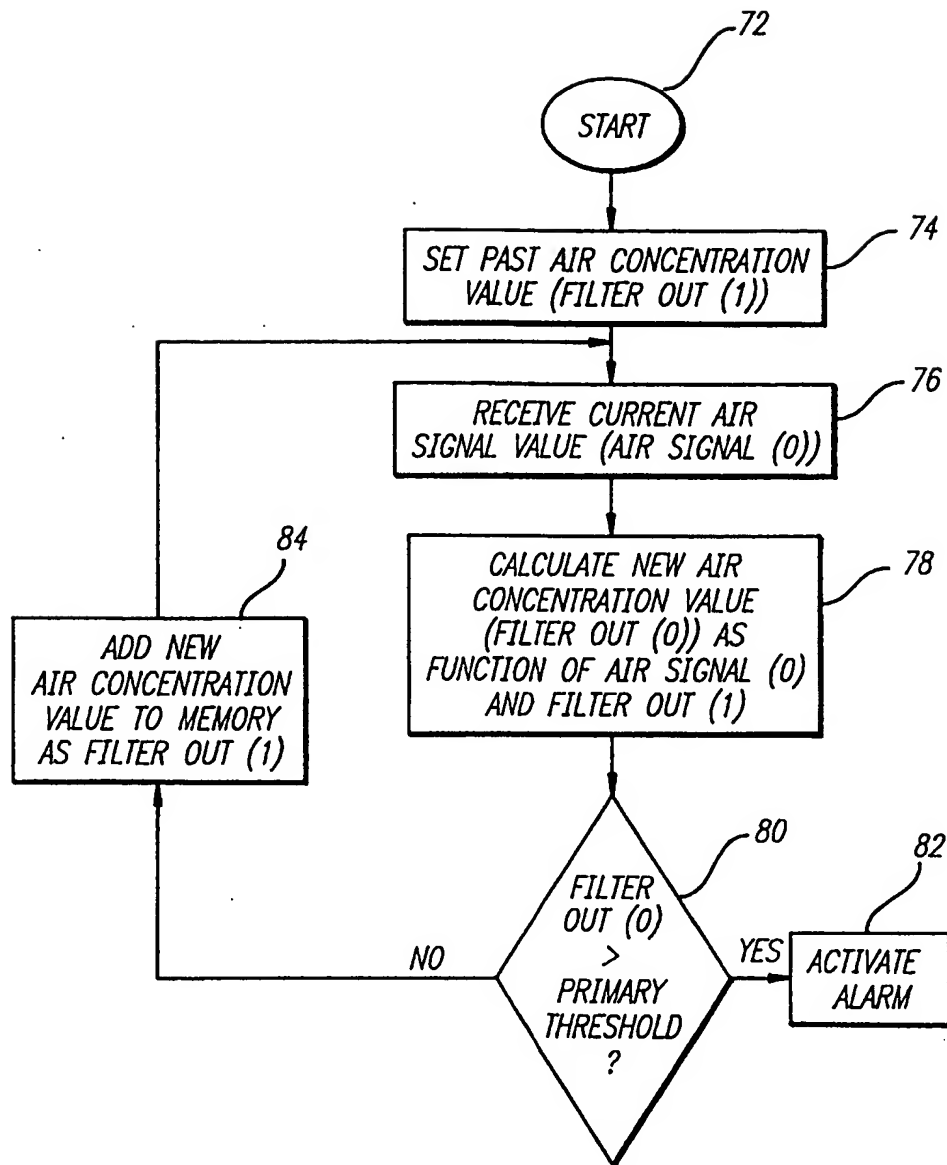 72
START
74
SET PAST AIR CONCENTRATION
VALUE (FILTER OUT (1))
76
RECEIVE CURRENT AIR
SIGNAL VALUE (AIR SIGNAL (0))
78
CALCULATE NEW AIR
CONCENTRATION VALUE
(FILTER OUT (0)) AS
FUNCTION OF AIR SIGNAL (0)
AND FILTER OUT (1)
84
ADD NEW
AIR CONCENTRATION
VALUE TO MEMORY
AS FILTER OUT (1)
80
FILTER
OUT (0)
>
PRIMARY
THRESHOLD
?
NO
YES
82
ACTIVATE
ALARM